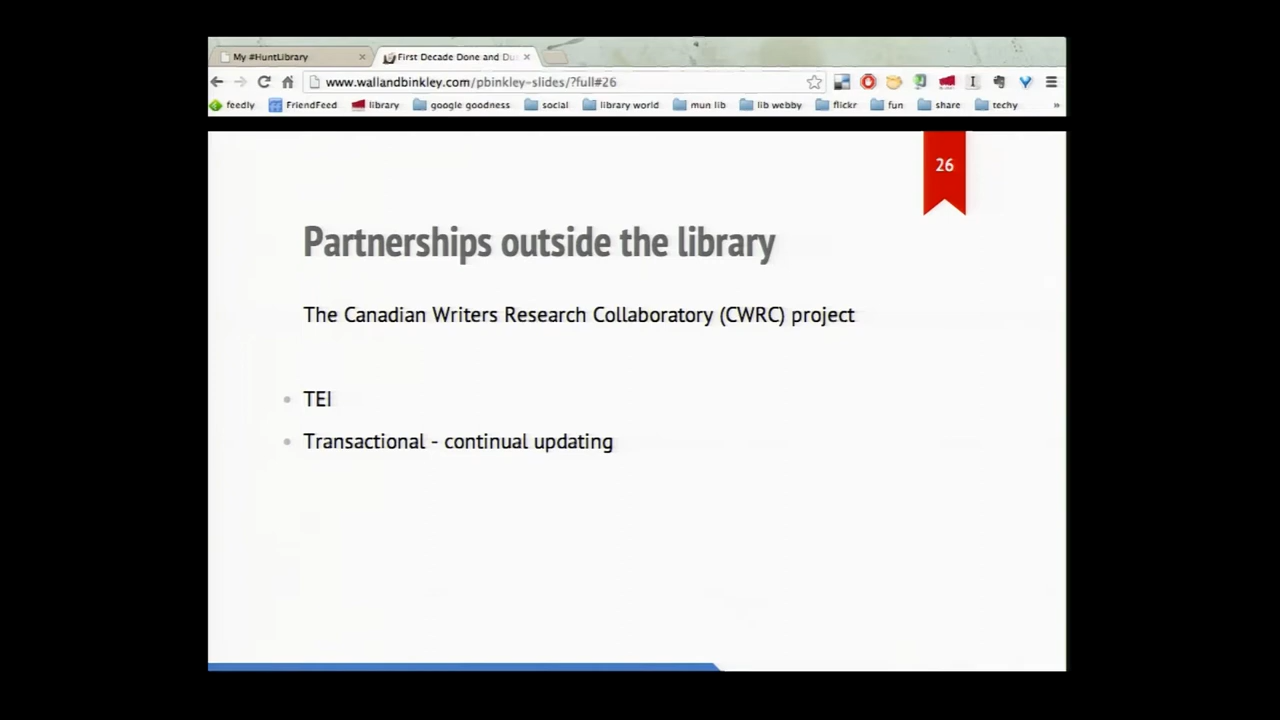 My #HuntLibrary
First Decade Done and Du
www.wallandbinkley.com/pbinkley-slides/?full#26
feedly FriendFeed library google goodness social library world mun lib lib webby flickr fun share techy »
26
Partnerships outside the library
The Canadian Writers Research Collaboratory (CWRC) project
• TEI
• Transactional - continual updating